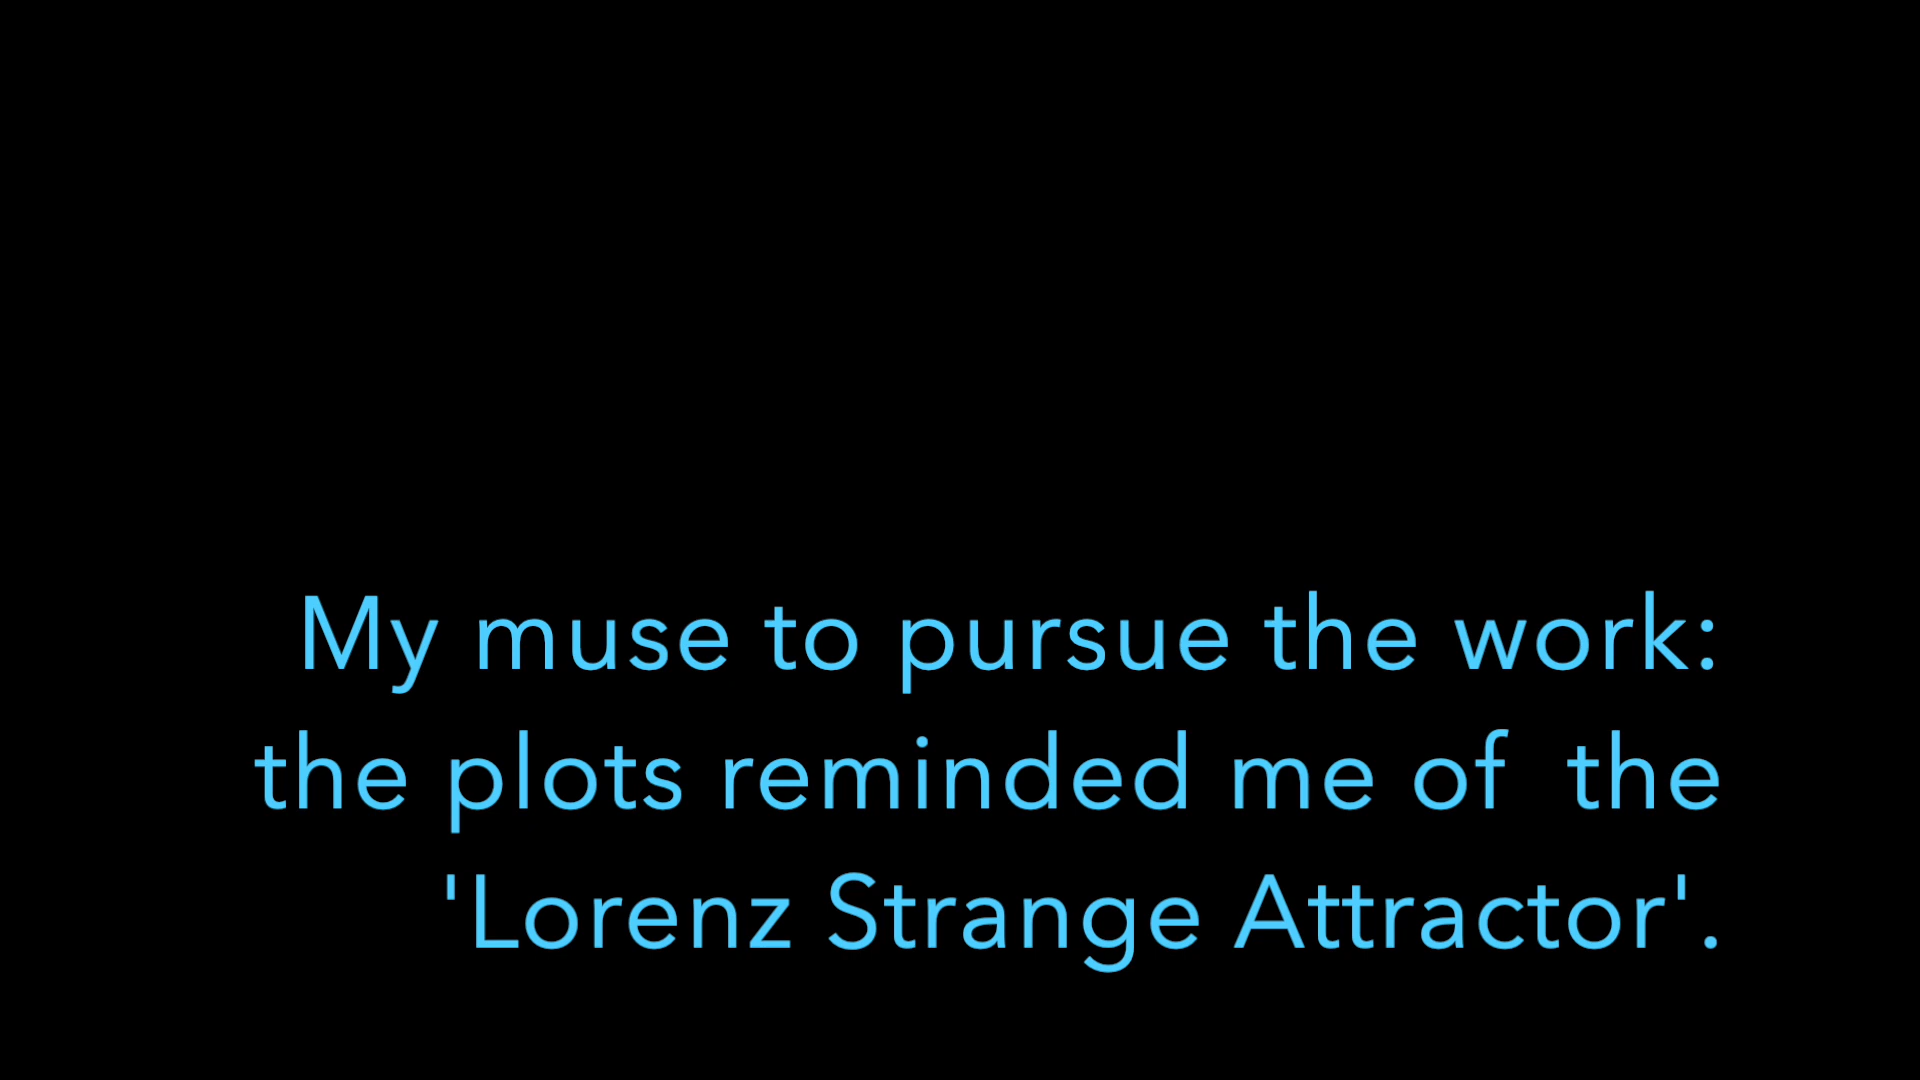 My muse to pursue the work:
the plots reminded me of  the
'Lorenz Strange Attractor'.